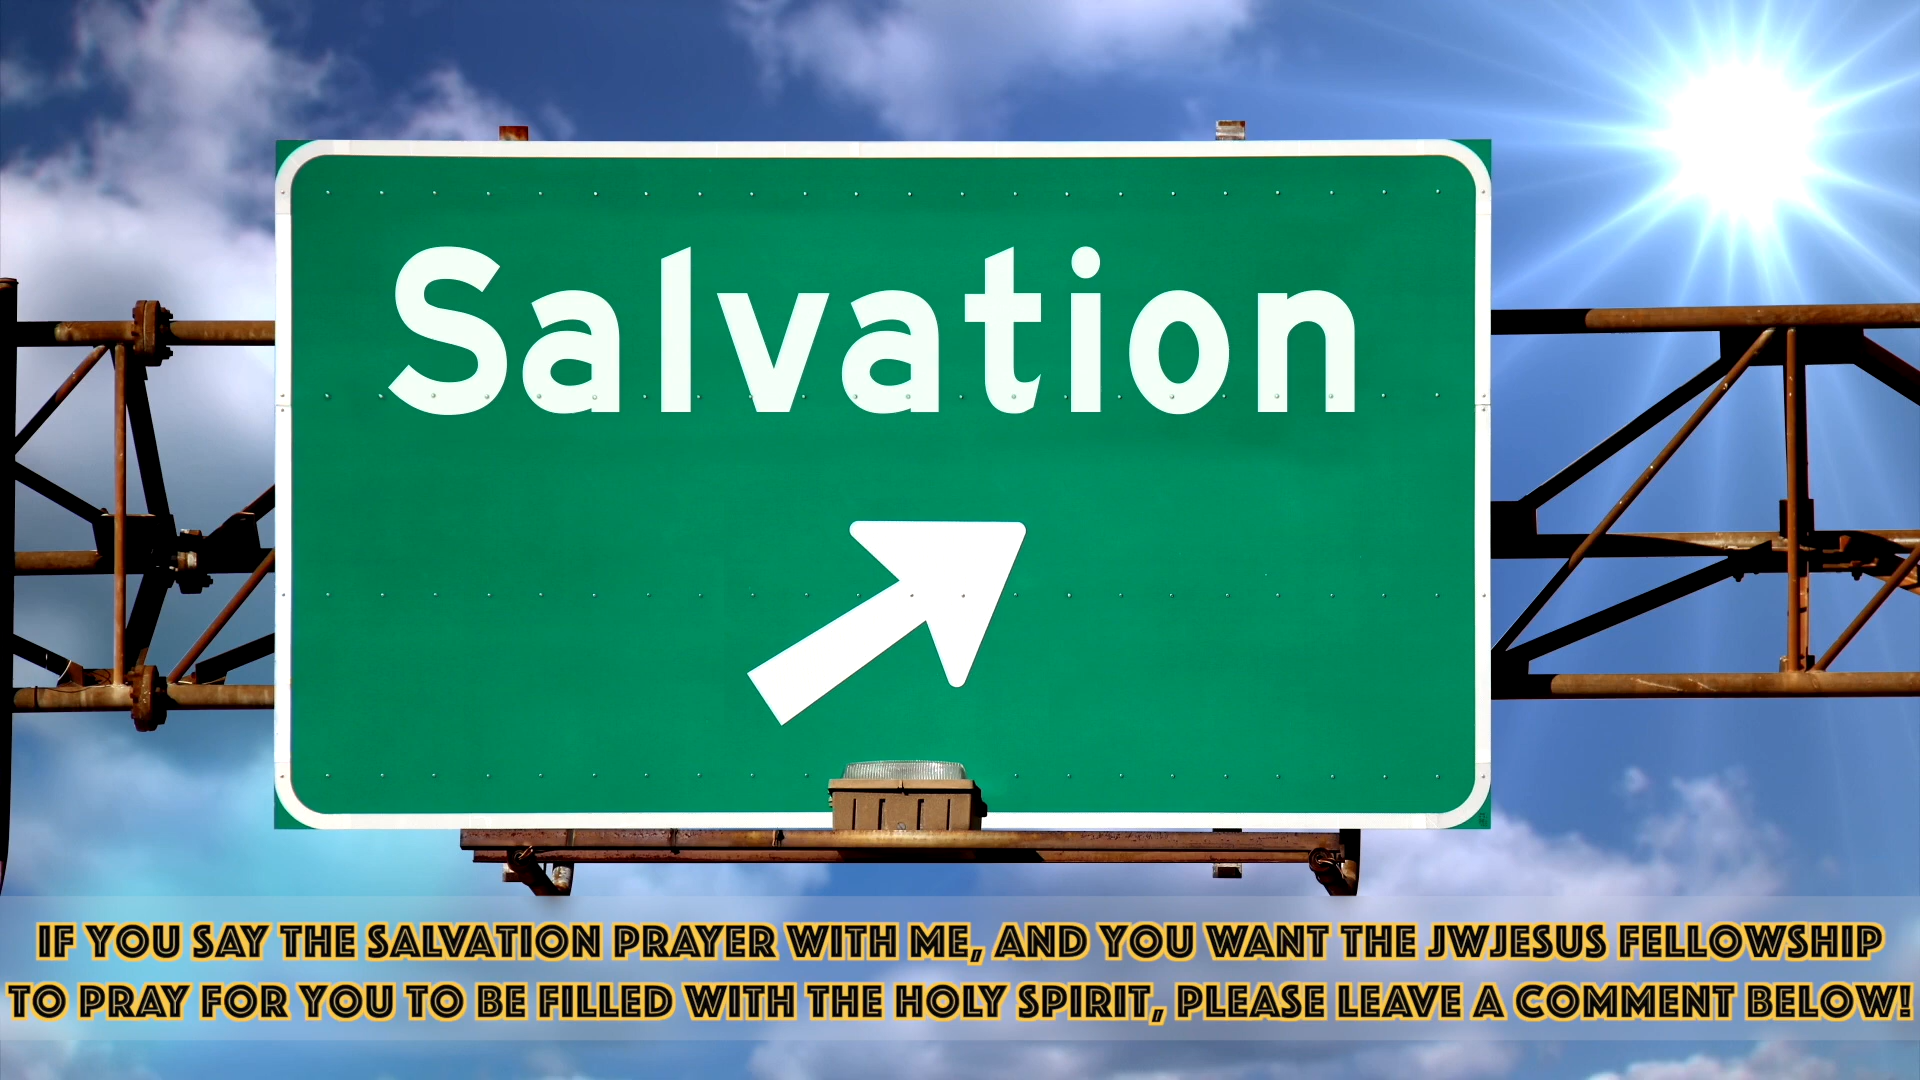 Salvation
IF YOU SAY THE SALVATION PRAYER WITH ME, AND YOU WANT THE JWJESUS FELLOWSHIP
TO PRAY FOR YOU TO BE FILLED WITH THE HOLY SPIRIT, PLEASE LEAVE A COMMENT BELOW!